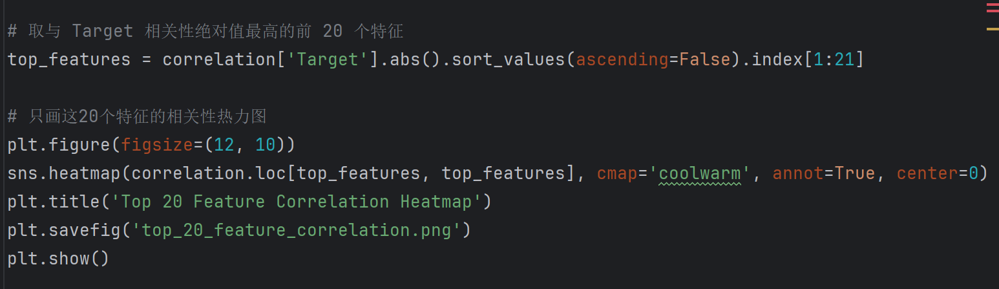 # 取与 Target 相关性绝对值最高的前 20 个特征
top_features = correlation['Target'].abs().sort_values(ascending=False).index[1:21]
# 只画这20个特征的相关性热力图
plt.figure(figsize=(12, 10))
sns.heatmap(correlation.loc[top_features, top_features], cmap='coolwarm', annot=True, center=0)
plt.title('Top 20 Feature Correlation Heatmap')
plt.savefig('top_20_feature_correlation.png')
plt.show()